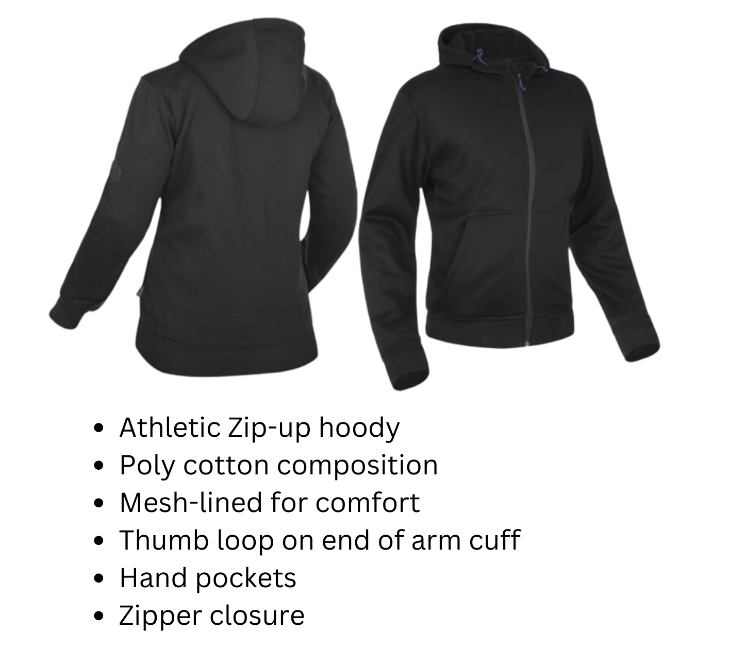 Athletic Zip-up hoody
Poly cotton composition
Mesh-lined for comfort
Thumb loop on end of arm cuff
Hand pockets
Zipper closure